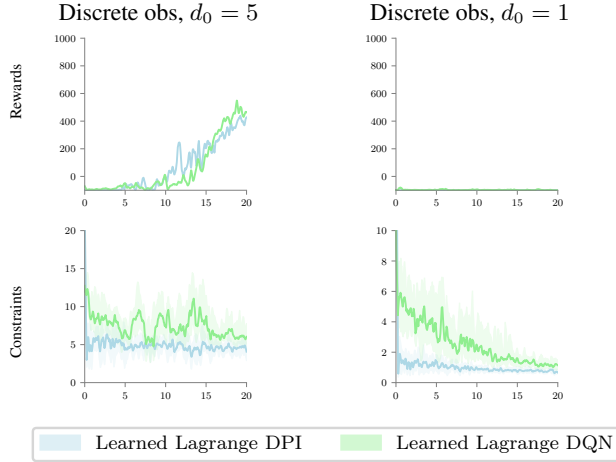 Discrete obs, d₀ = 5
Discrete obs, d₀ = 1
Rewards
1000
800
600
400
200
0
0 5 10 15 20
1000
800
600
400
200
0
0 5 10 15 20
Constraints
20
15
10
5
0
0 5 10 15 20
10
8
6
4
2
0
0 5 10 15 20
Learned Lagrange DPI
Learned Lagrange DQN